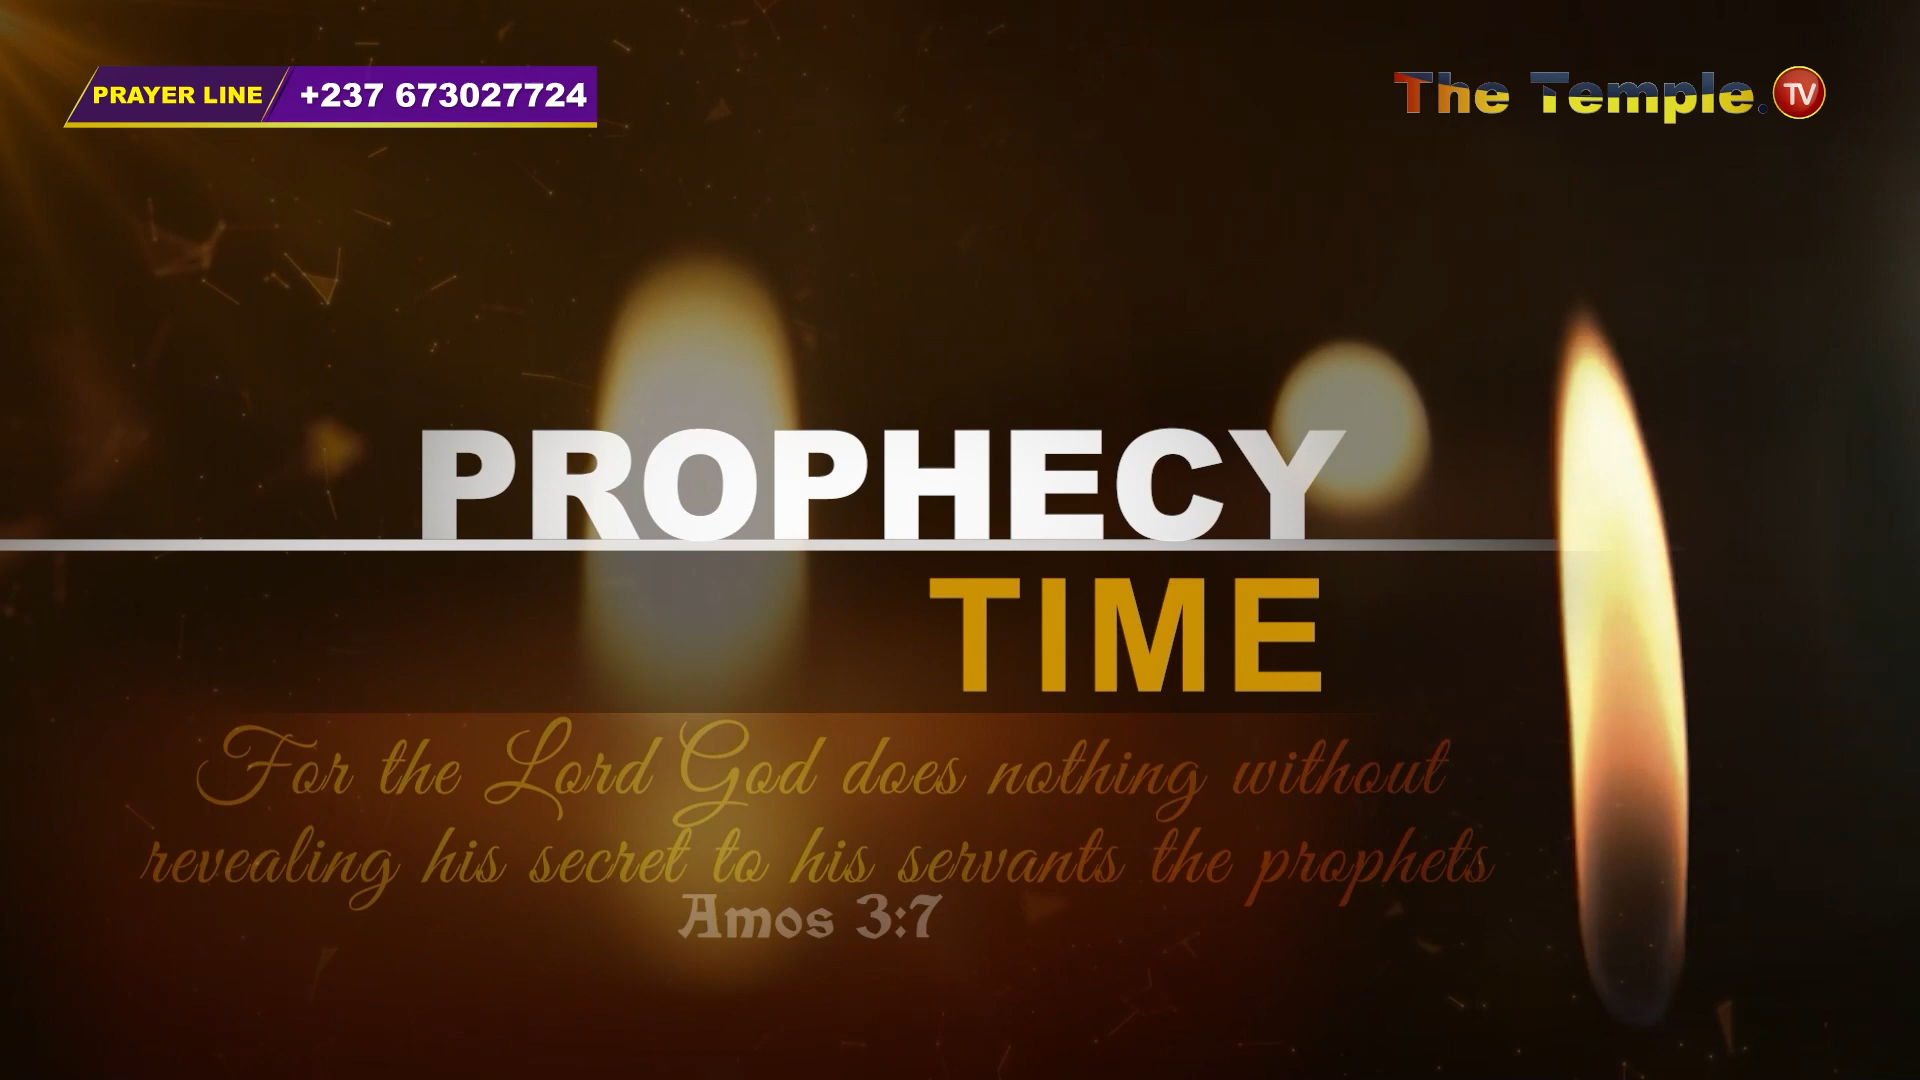 PRAYER LINE +237 673027724
The Temple. TV
PROPHECY
TIME
For the Lord God does nothing without
revealing his secret to his servants the prophets
Amos 3:7